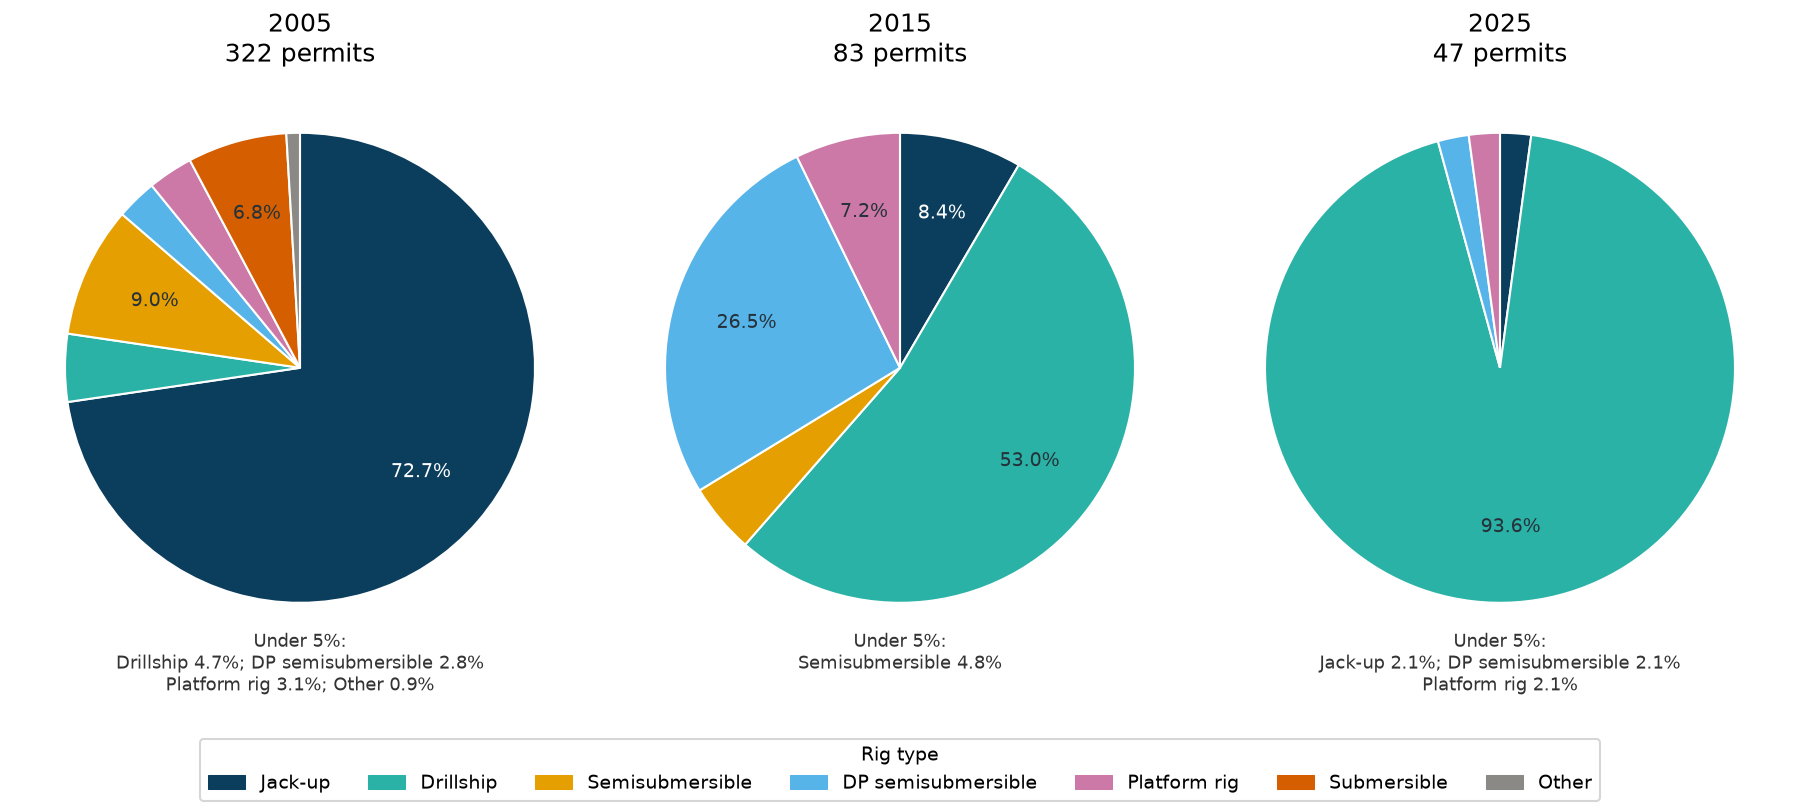 2005
322 permits
2015
83 permits
2025
47 permits
6.8%
9.0%
72.7%
7.2%
8.4%
26.5%
53.0%
93.6%
Under 5%:
Drillship 4.7%; DP semisubmersible 2.8%
Platform rig 3.1%; Other 0.9%
Under 5%:
Semisubmersible 4.8%
Under 5%:
Jack-up 2.1%; DP semisubmersible 2.1%
Platform rig 2.1%
Rig type
Jack-up
Drillship
Semisubmersible
DP semisubmersible
Platform rig
Submersible
Other